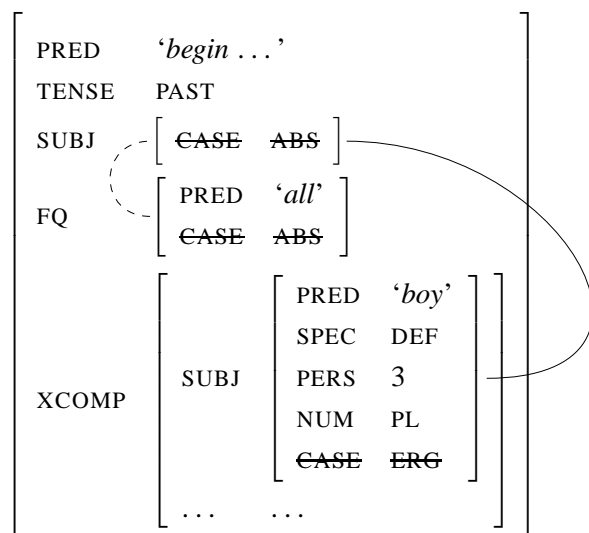 PRED ‘begin ...’
TENSE PAST
SUBJ CASE ABS
FQ PRED ‘all’
CASE ABS
XCOMP SUBJ PRED ‘boy’
SPEC DEF
PERS 3
NUM PL
CASE ERG
... ...